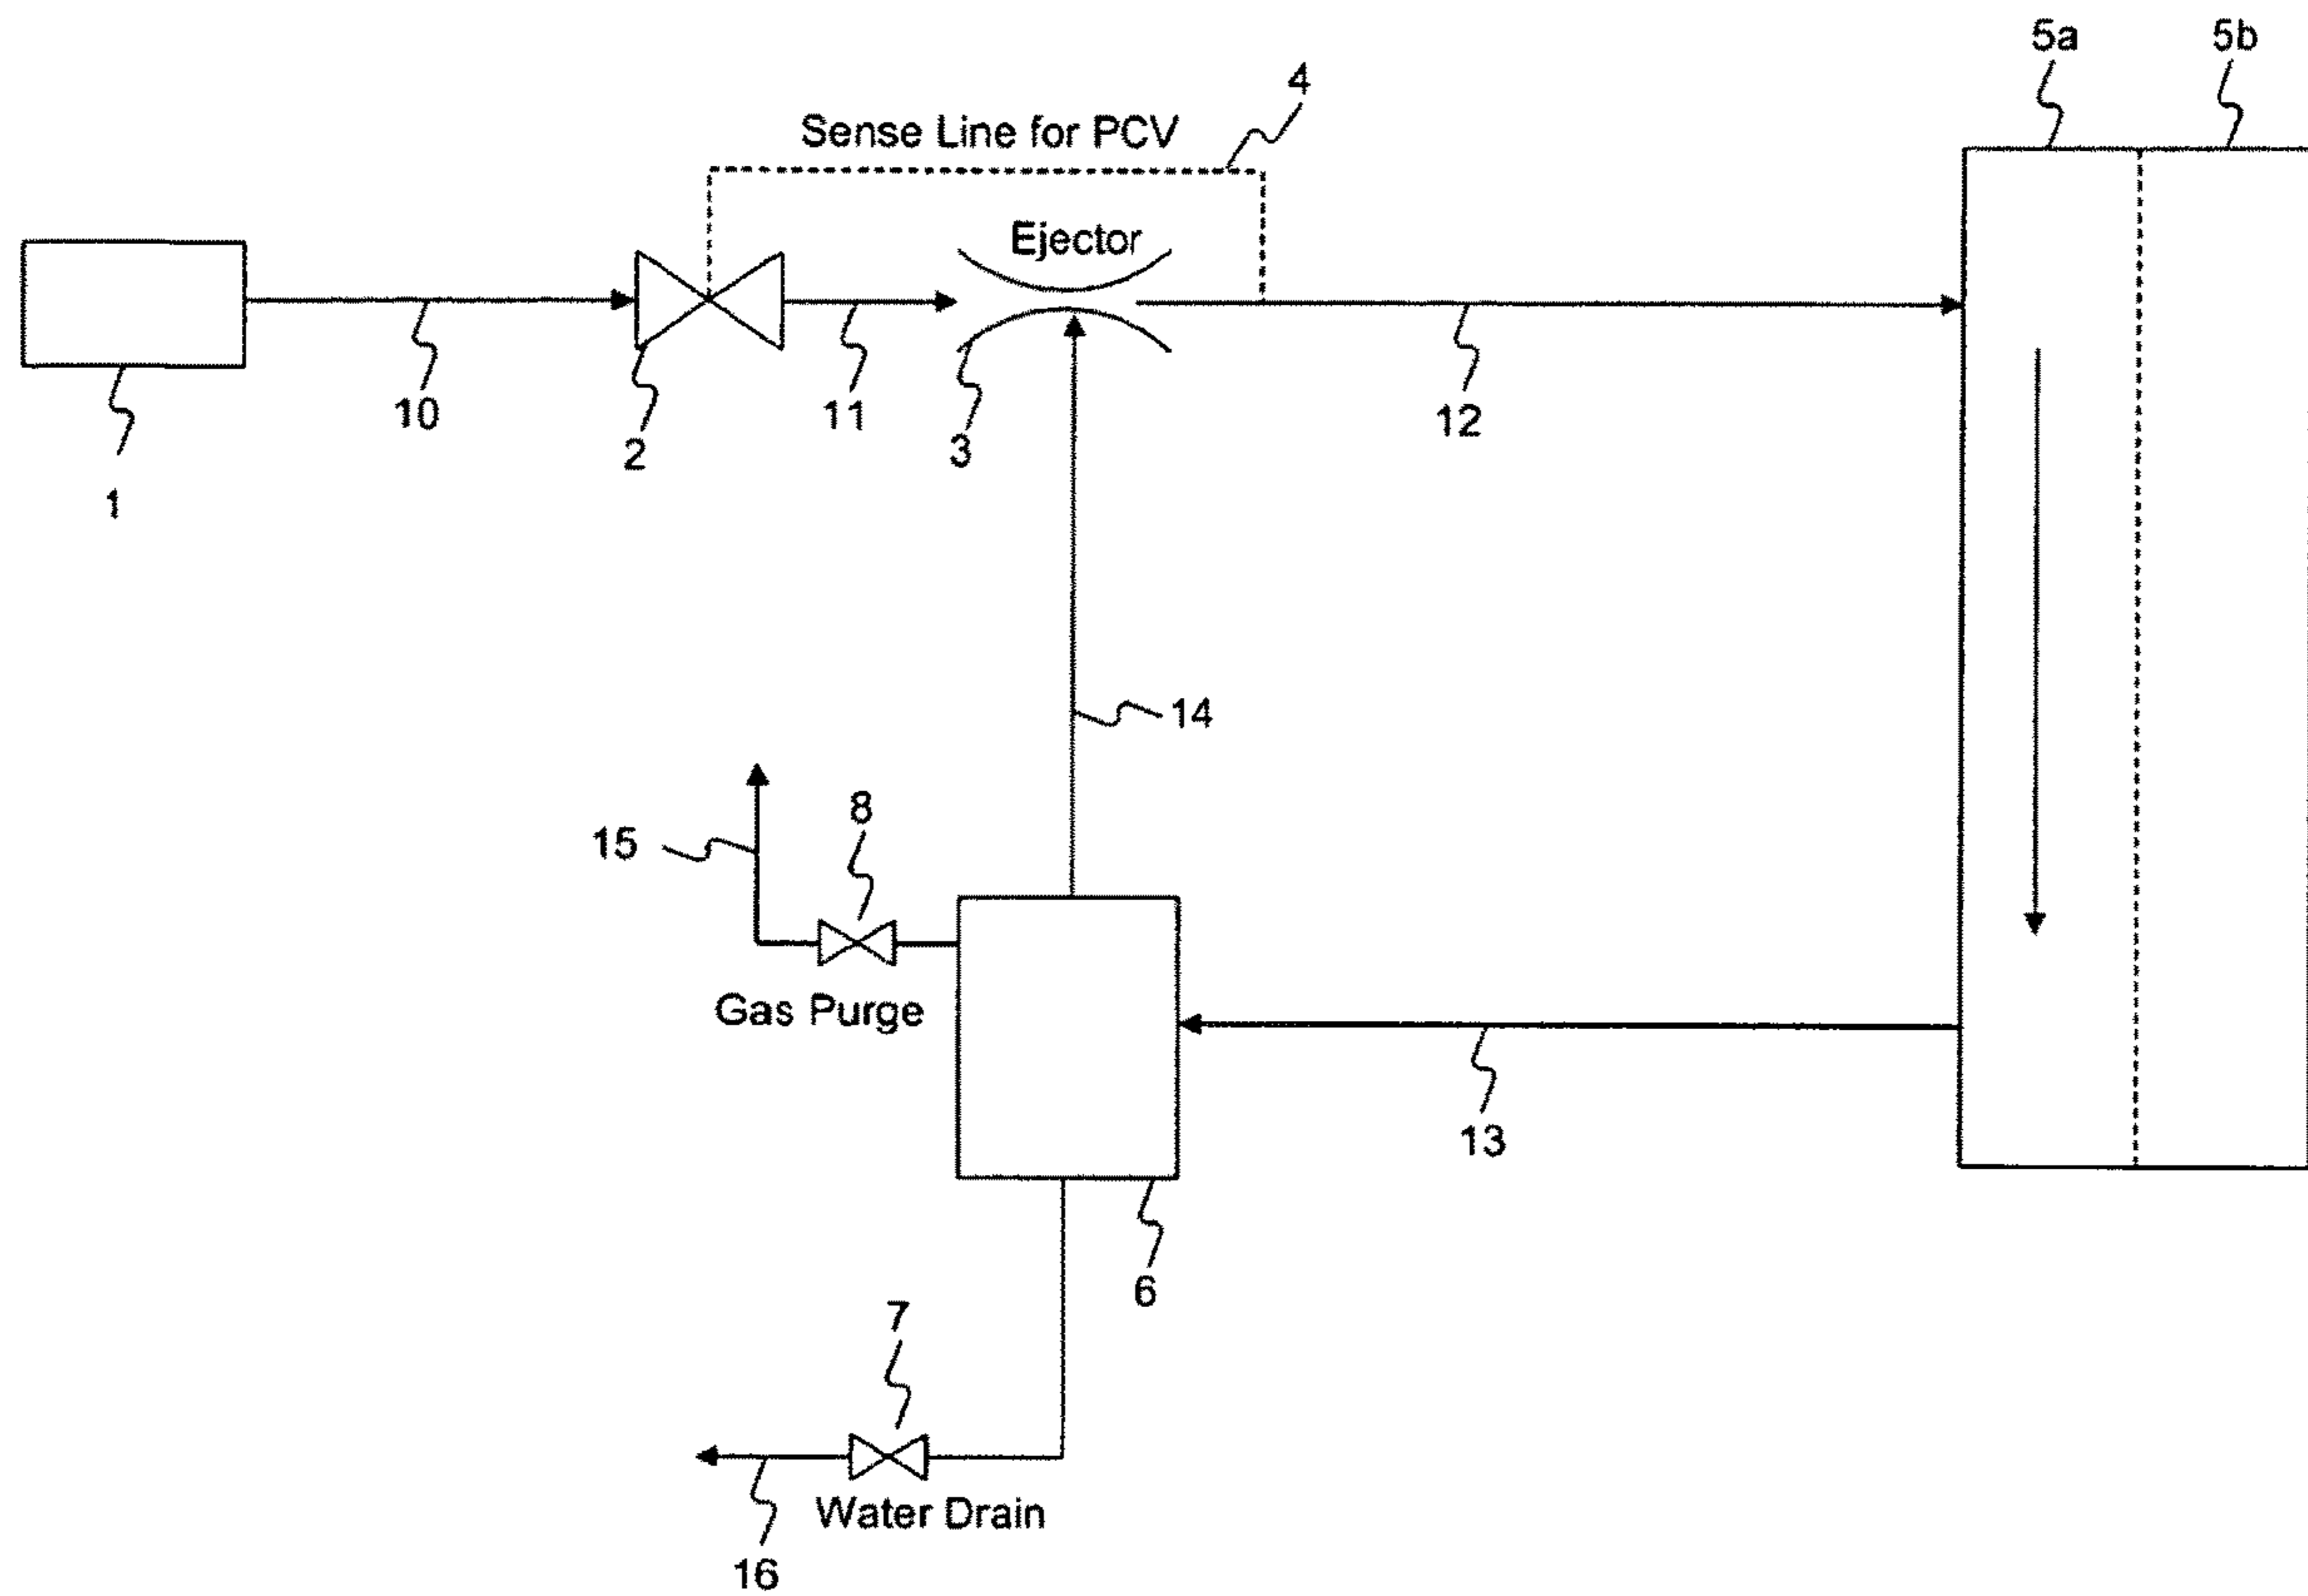 5a 5b
4
Sense Line for PCV
Ejector
10
11
12
2
3
1
14
8
15
Gas Purge
13
6
7
Water Drain
16